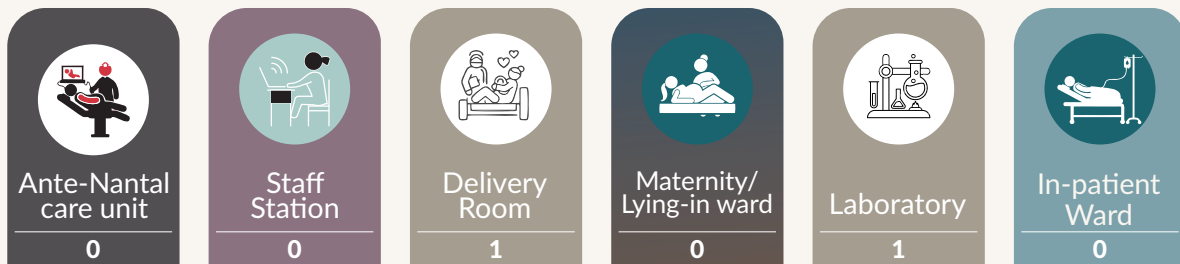 Ante-Nantal
care unit
0
Staff
Station
0
Delivery
Room
1
Maternity/
Lying-in ward
0
Laboratory
1
In-patient
Ward
0